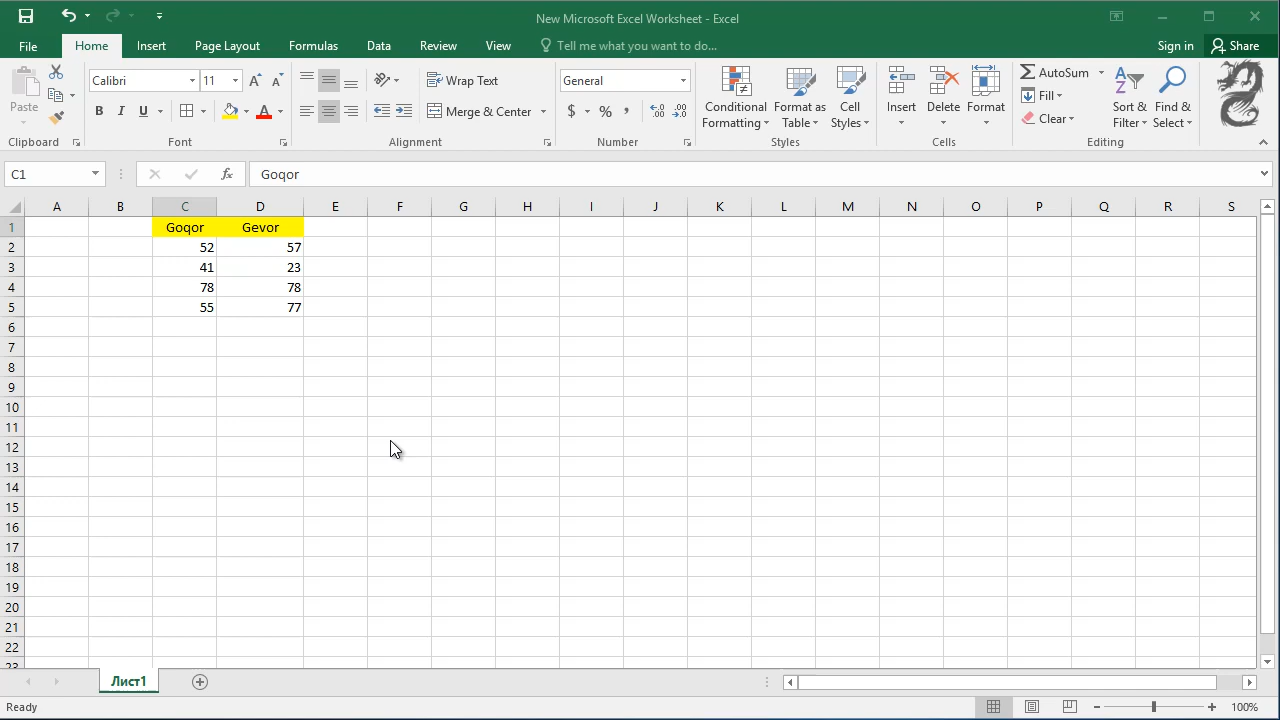 New Microsoft Excel Worksheet - Excel
File Home Insert Page Layout Formulas Data Review View Tell me what you want to do... Sign in Share
Paste
Clipboard
Calibri 11
B I U A
Font
Wrap Text
Merge & Center
Alignment
General
$ % ,
Number
Conditional Formatting
Format as Table
Cell Styles
Styles
Insert Delete Format
Cells
AutoSum
Fill
Clear
Sort & Filter
Find & Select
Editing
C1 fx Goqor
A B C D E F G H I J K L M N O P Q R S
1 Goqor Gevor
2 52 57
3 41 23
4 78 78
5 55 77
6
7
8
9
10
11
12
13
14
15
16
17
18
19
20
21
22
23
Лист1
Ready 100%